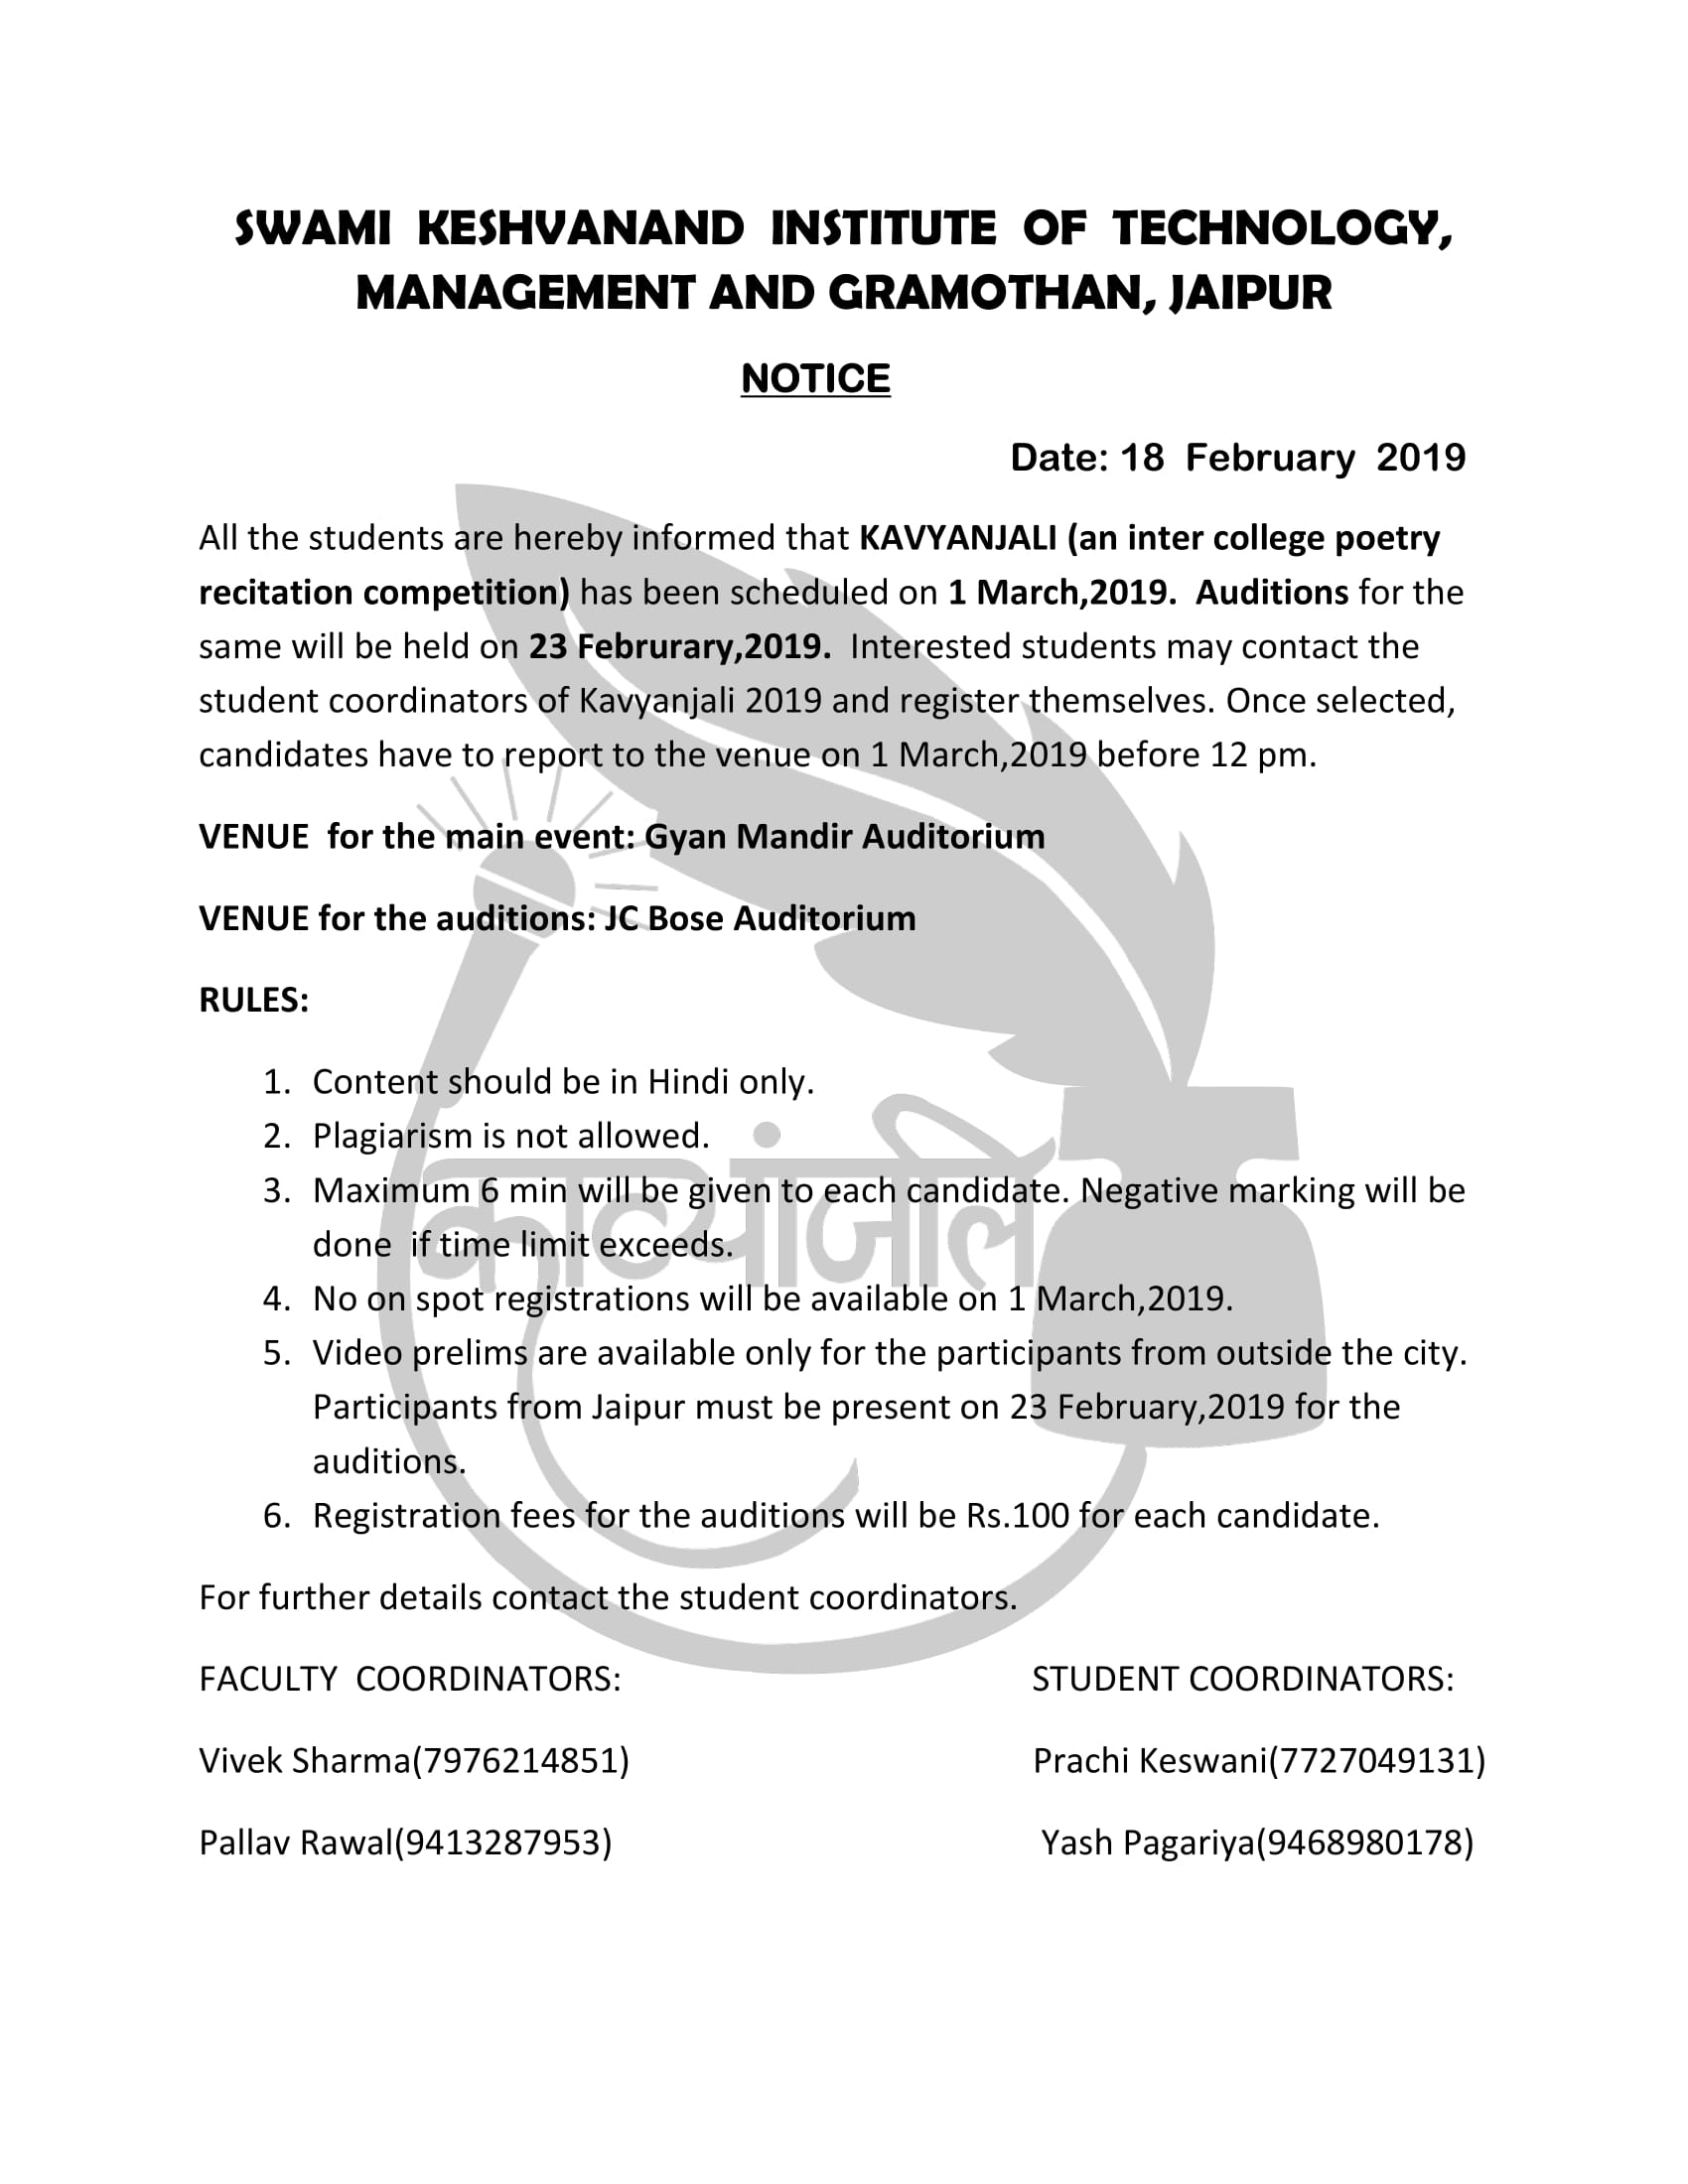 SWAMI KESHVANAND INSTITUTE OF TECHNOLOGY,
MANAGEMENT AND GRAMOTHAN, JAIPUR
NOTICE
Date: 18 February 2019
All the students are hereby informed that KAVYANJALI (an inter college poetry
recitation competition) has been scheduled on 1 March,2019. Auditions for the
same will be held on 23 Februrary,2019. Interested students may contact the
student coordinators of Kavyanjali 2019 and register themselves. Once selected,
candidates have to report to the venue on 1 March,2019 before 12 pm.
VENUE for the main event: Gyan Mandir Auditorium
VENUE for the auditions: JC Bose Auditorium
RULES:
1. Content should be in Hindi only.
2. Plagiarism is not allowed.
काव्यांजलि
3. Maximum 6 min will be given to each candidate. Negative marking will be
done if time limit exceeds.
4. No on spot registrations will be available on 1 March,2019.
5. Video prelims are available only for the participants from outside the city.
Participants from Jaipur must be present on 23 February,2019 for the
auditions.
6. Registration fees for the auditions will be Rs.100 for each candidate.
For further details contact the student coordinators.
FACULTY COORDINATORS: STUDENT COORDINATORS:
Vivek Sharma(7976214851) Prachi Keswani(7727049131)
Pallav Rawal(9413287953) Yash Pagariya(9468980178)